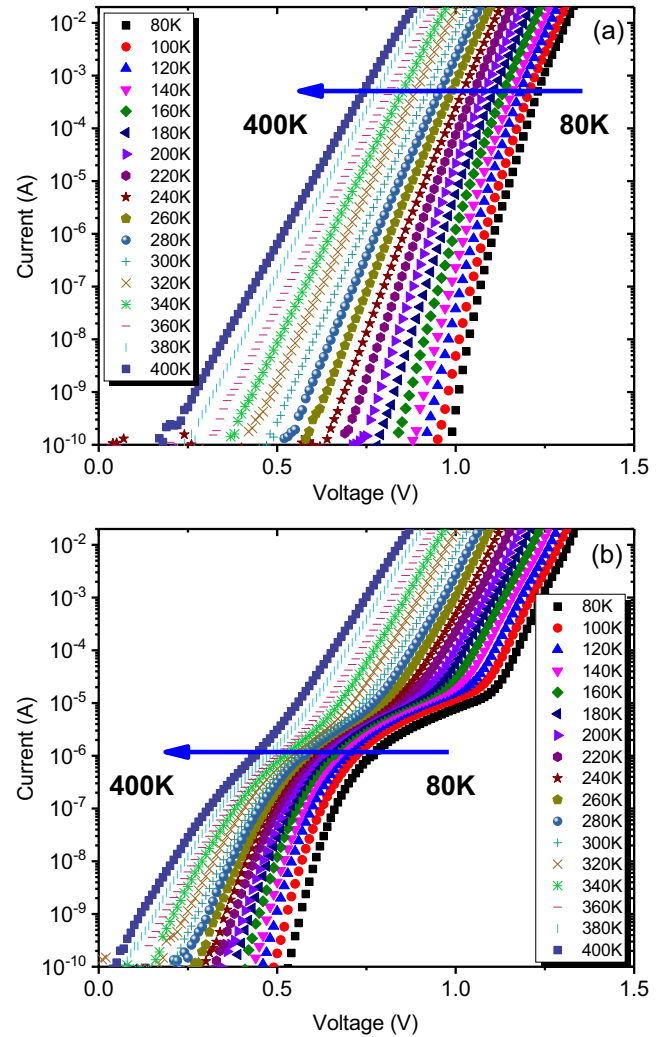 (a)
10⁻²
10⁻³
10⁻⁴
10⁻⁵
10⁻⁶
10⁻⁷
10⁻⁸
10⁻⁹
10⁻¹⁰
Current (A)
80K
100K
120K
140K
160K
180K
200K
220K
240K
260K
280K
300K
320K
340K
360K
380K
400K
400K 80K
0.0 0.5 1.0 1.5
Voltage (V)
(b)
10⁻²
10⁻³
10⁻⁴
10⁻⁵
10⁻⁶
10⁻⁷
10⁻⁸
10⁻⁹
10⁻¹⁰
Current (A)
400K 80K
80K
100K
120K
140K
160K
180K
200K
220K
240K
260K
280K
300K
320K
340K
360K
380K
400K
0.0 0.5 1.0 1.5
Voltage (V)